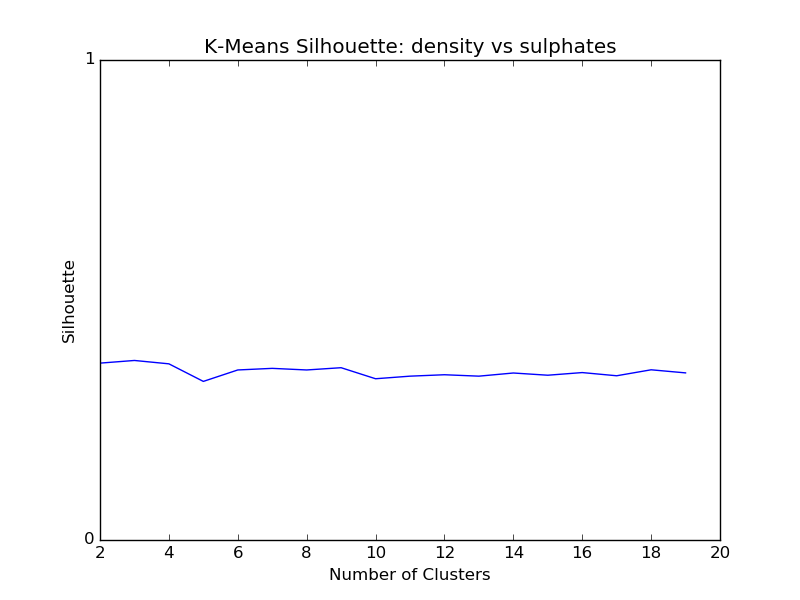 K-Means Silhouette: density vs sulphates
1
Silhouette
0
2 4 6 8 10 12 14 16 18 20
Number of Clusters